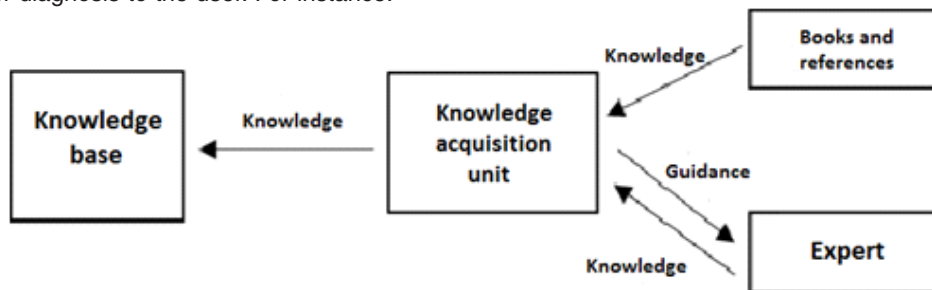 r diagnosis to the user. For instance:
Books and
references
Knowledge
Knowledge
base
Knowledge
Knowledge
acquisition
unit
Guidance
Expert
Knowledge